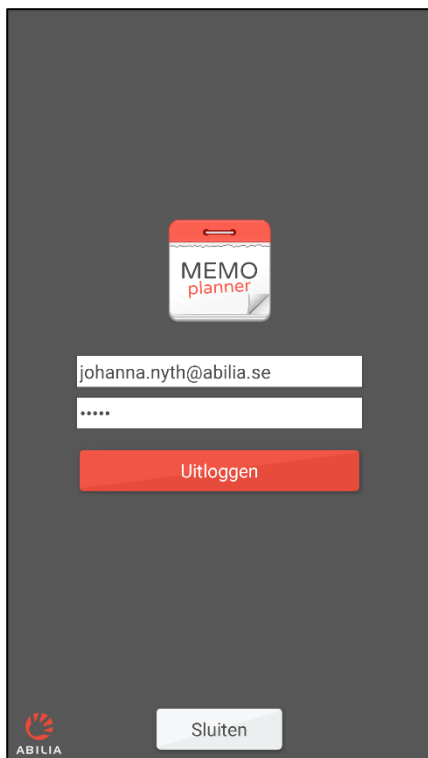 MEMO
planner
johanna.nyth@abilia.se
•••••
Uitloggen
Sluiten
ABILIA